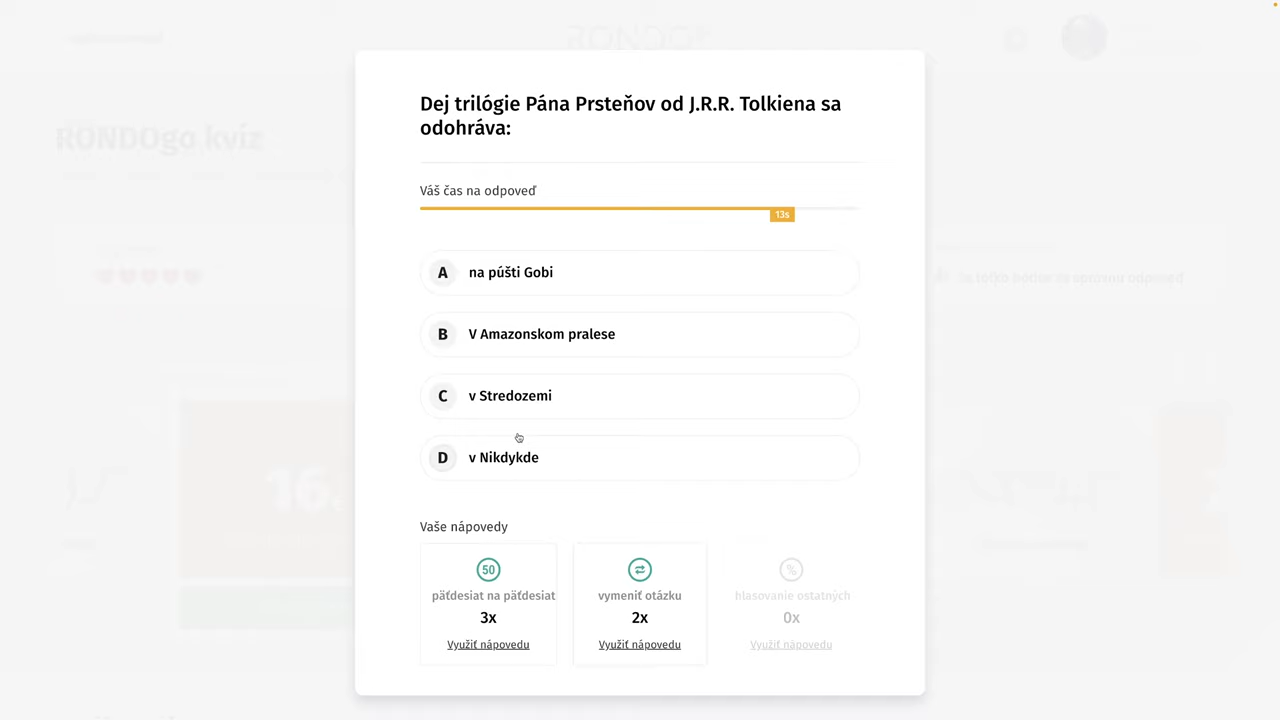 RONDO
RONDOgo kvíz
Dej trilógie Pána Prsteňov od J.R.R. Tolkiena sa
odohráva:
Váš čas na odpoveď
13s
A na púšti Gobi
B V Amazonskom pralese
C v Stredozemi
D v Nikdykde
Vaše nápovedy
50
päťdesiat na päťdesiat
3x
Využiť nápovedu
vymeniť otázku
2x
Využiť nápovedu
%
hlasovanie ostatných
0x
Využiť nápovedu